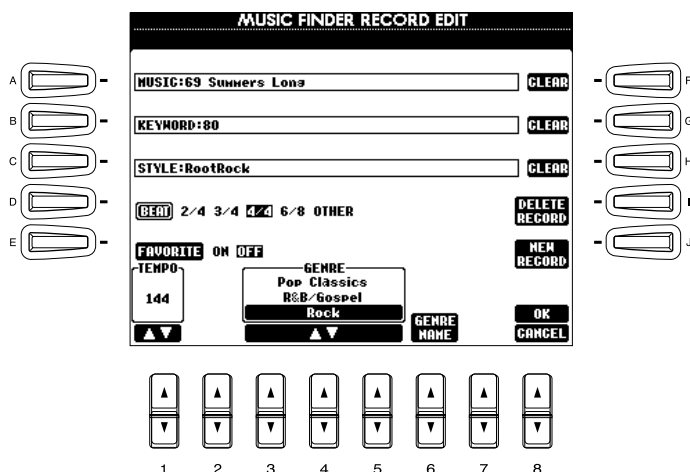 MUSIC FINDER RECORD EDIT
A
F
MUSIC:69 Summers Long
CLEAR
B
G
KEYWORD:80
CLEAR
C
H
STYLE:RootRock
CLEAR
D
I
BEAT 2/4 3/4 4/4 6/8 OTHER
DELETE
RECORD
E
J
FAVORITE ON OFF
NEW
RECORD
TEMPO
144
GENRE
Pop Classics
R&B/Gospel
Rock
GENRE
NAME
OK
CANCEL
1 2 3 4 5 6 7 8